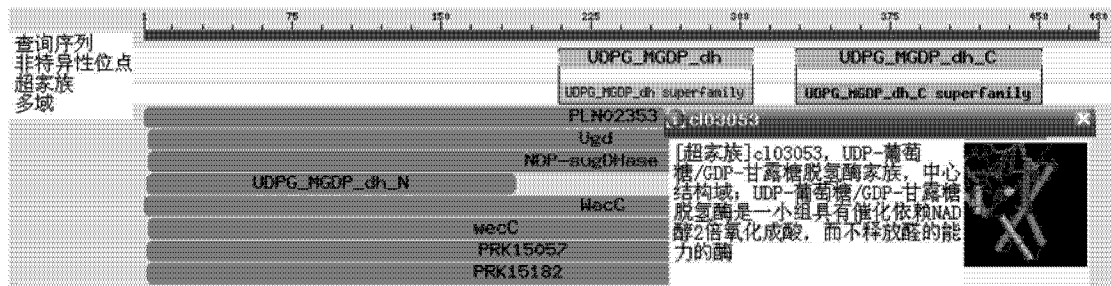 1 75 150 225 300 375 450 480
查询序列
非特异性位点
超家族
多域
UDPG_MGDP_dh UDPG_MGDP_dh_C
UDPG_MGDP_dh superfamily UDPG_MGDP_dh_C superfamily
PLN02353
Ugd
NDP-sugDHase
UDPG_MGDP_dh_N
WecC
wecC
PRK15057
PRK15182
cl03053
[超家族]cl03053, UDP-葡萄
糖/GDP-甘露糖脱氢酶家族, 中心
结构域; UDP-葡萄糖/GDP-甘露糖
脱氢酶是一小组具有催化依赖NAD
醇2倍氧化成酸, 而不释放醛的能
力的酶